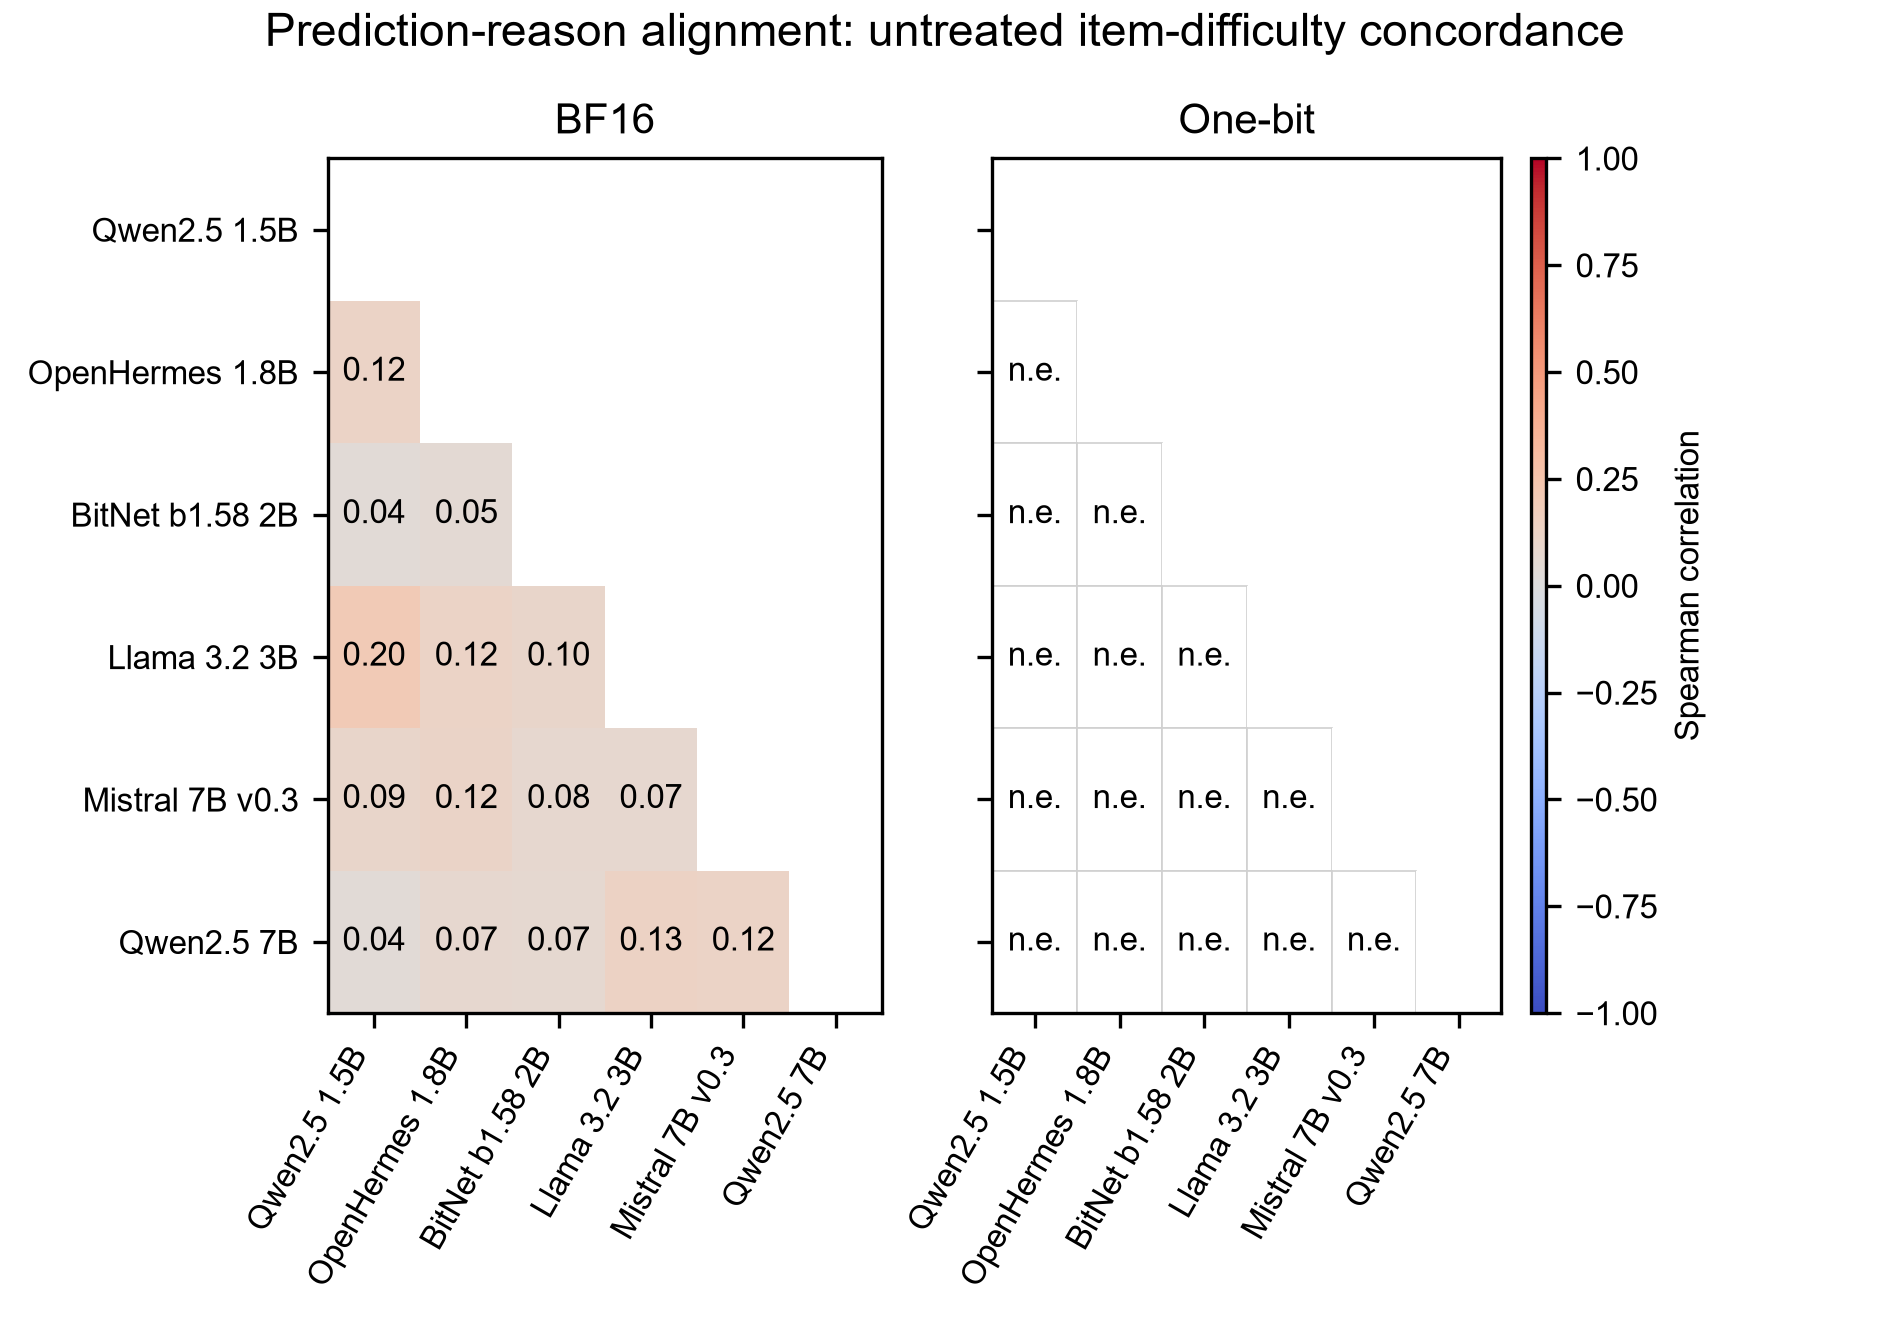 Prediction-reason alignment: untreated item-difficulty concordance
BF16
One-bit
Qwen2.5 1.5B
OpenHermes 1.8B
BitNet b1.58 2B
Llama 3.2 3B
Mistral 7B v0.3
Qwen2.5 7B
0.12
0.04 0.05
0.20 0.12 0.10
0.09 0.12 0.08 0.07
0.04 0.07 0.07 0.13 0.12
Qwen2.5 1.5B
OpenHermes 1.8B
BitNet b1.58 2B
Llama 3.2 3B
Mistral 7B v0.3
Qwen2.5 7B
n.e.
n.e. n.e.
n.e. n.e. n.e.
n.e. n.e. n.e. n.e.
n.e. n.e. n.e. n.e. n.e.
Qwen2.5 1.5B
OpenHermes 1.8B
BitNet b1.58 2B
Llama 3.2 3B
Mistral 7B v0.3
Qwen2.5 7B
1.00
0.75
0.50
0.25
0.00
−0.25
−0.50
−0.75
−1.00
Spearman correlation